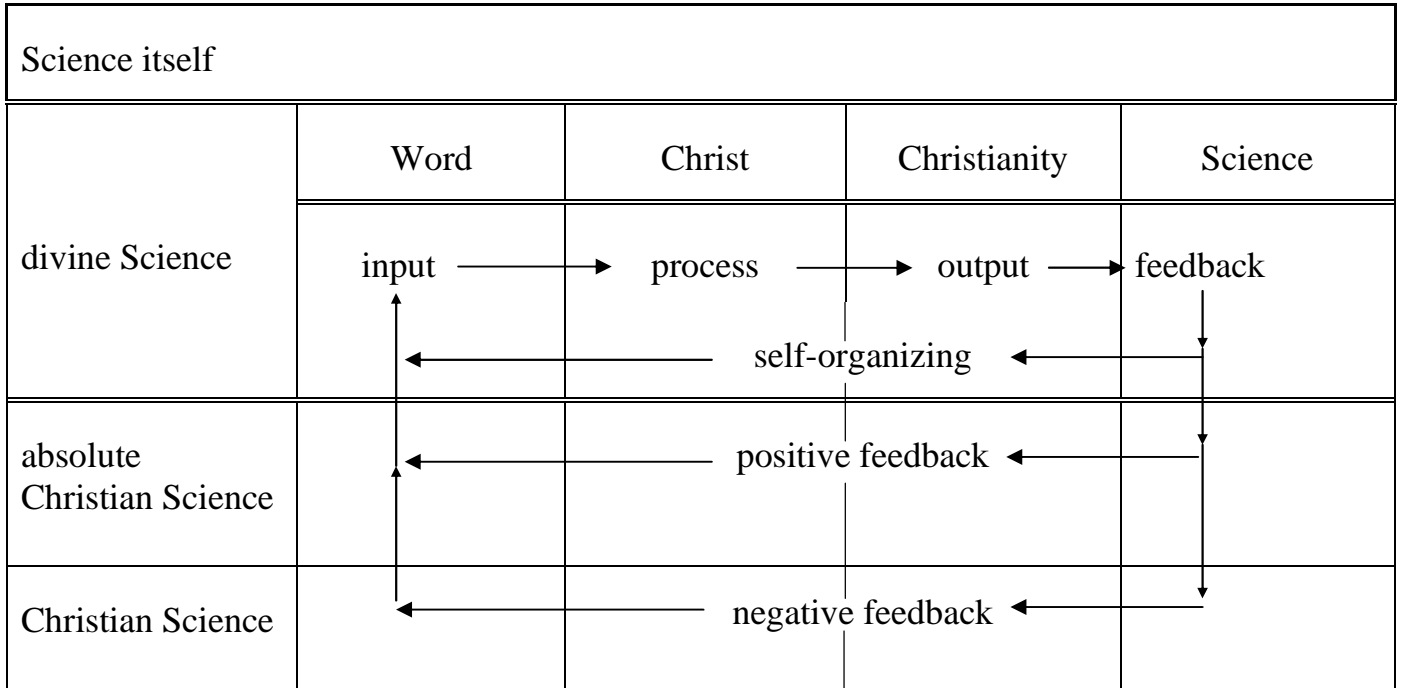 Science itself
Word Christ Christianity Science
divine Science
input process output feedback
self-organizing
absolute
Christian Science
positive feedback
Christian Science
negative feedback